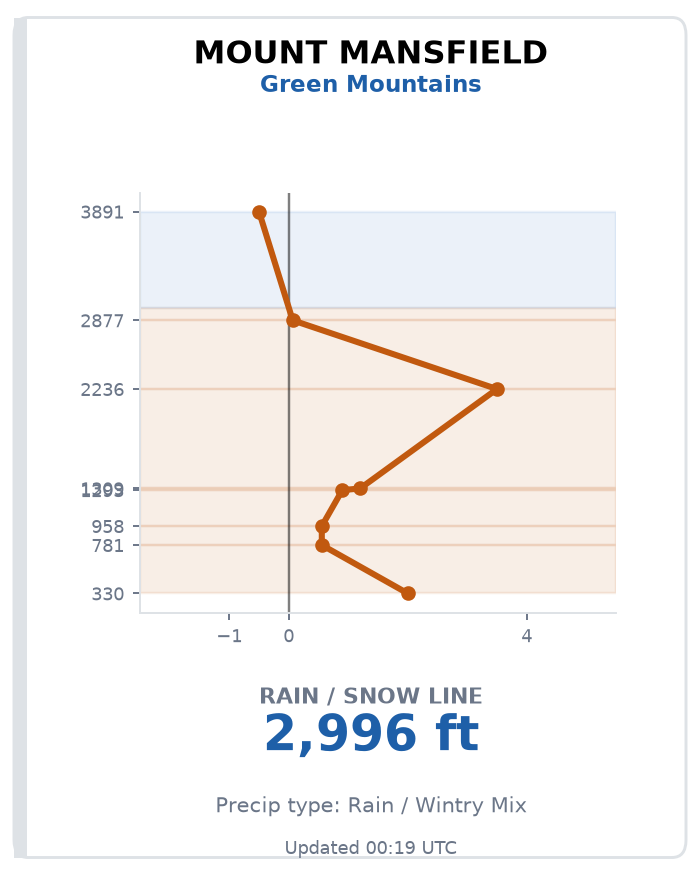 MOUNT MANSFIELD
Green Mountains
3891
2877
2236
958
781
330
−1 0 4
RAIN / SNOW LINE
2,996 ft
Precip type: Rain / Wintry Mix
Updated 00:19 UTC